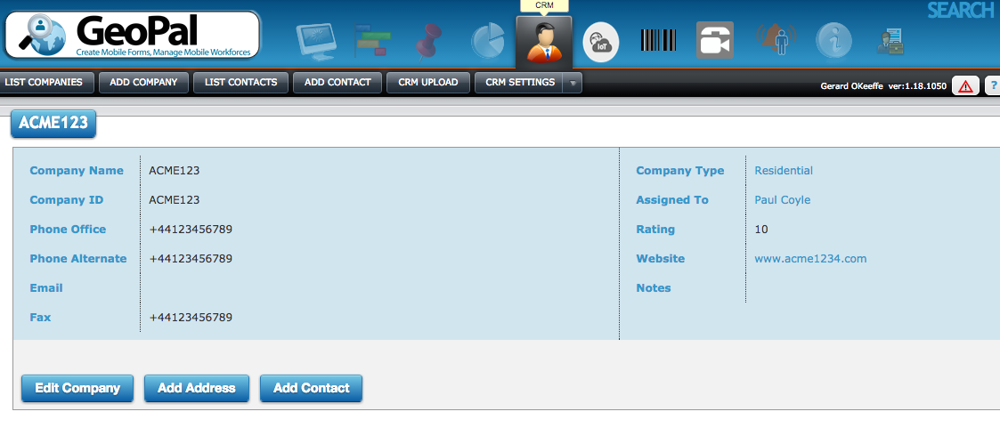 CRM
SEARCH
GeoPal
Create Mobile Forms, Manage Mobile Workforces
IoT
LIST COMPANIES ADD COMPANY LIST CONTACTS ADD CONTACT CRM UPLOAD CRM SETTINGS
Gerard OKeeffe ver:1.18.1050 ?
ACME123
Company Name ACME123
Company ID ACME123
Phone Office +44123456789
Phone Alternate +44123456789
Email
Fax +44123456789
Company Type Residential
Assigned To Paul Coyle
Rating 10
Website www.acme1234.com
Notes
Edit Company Add Address Add Contact